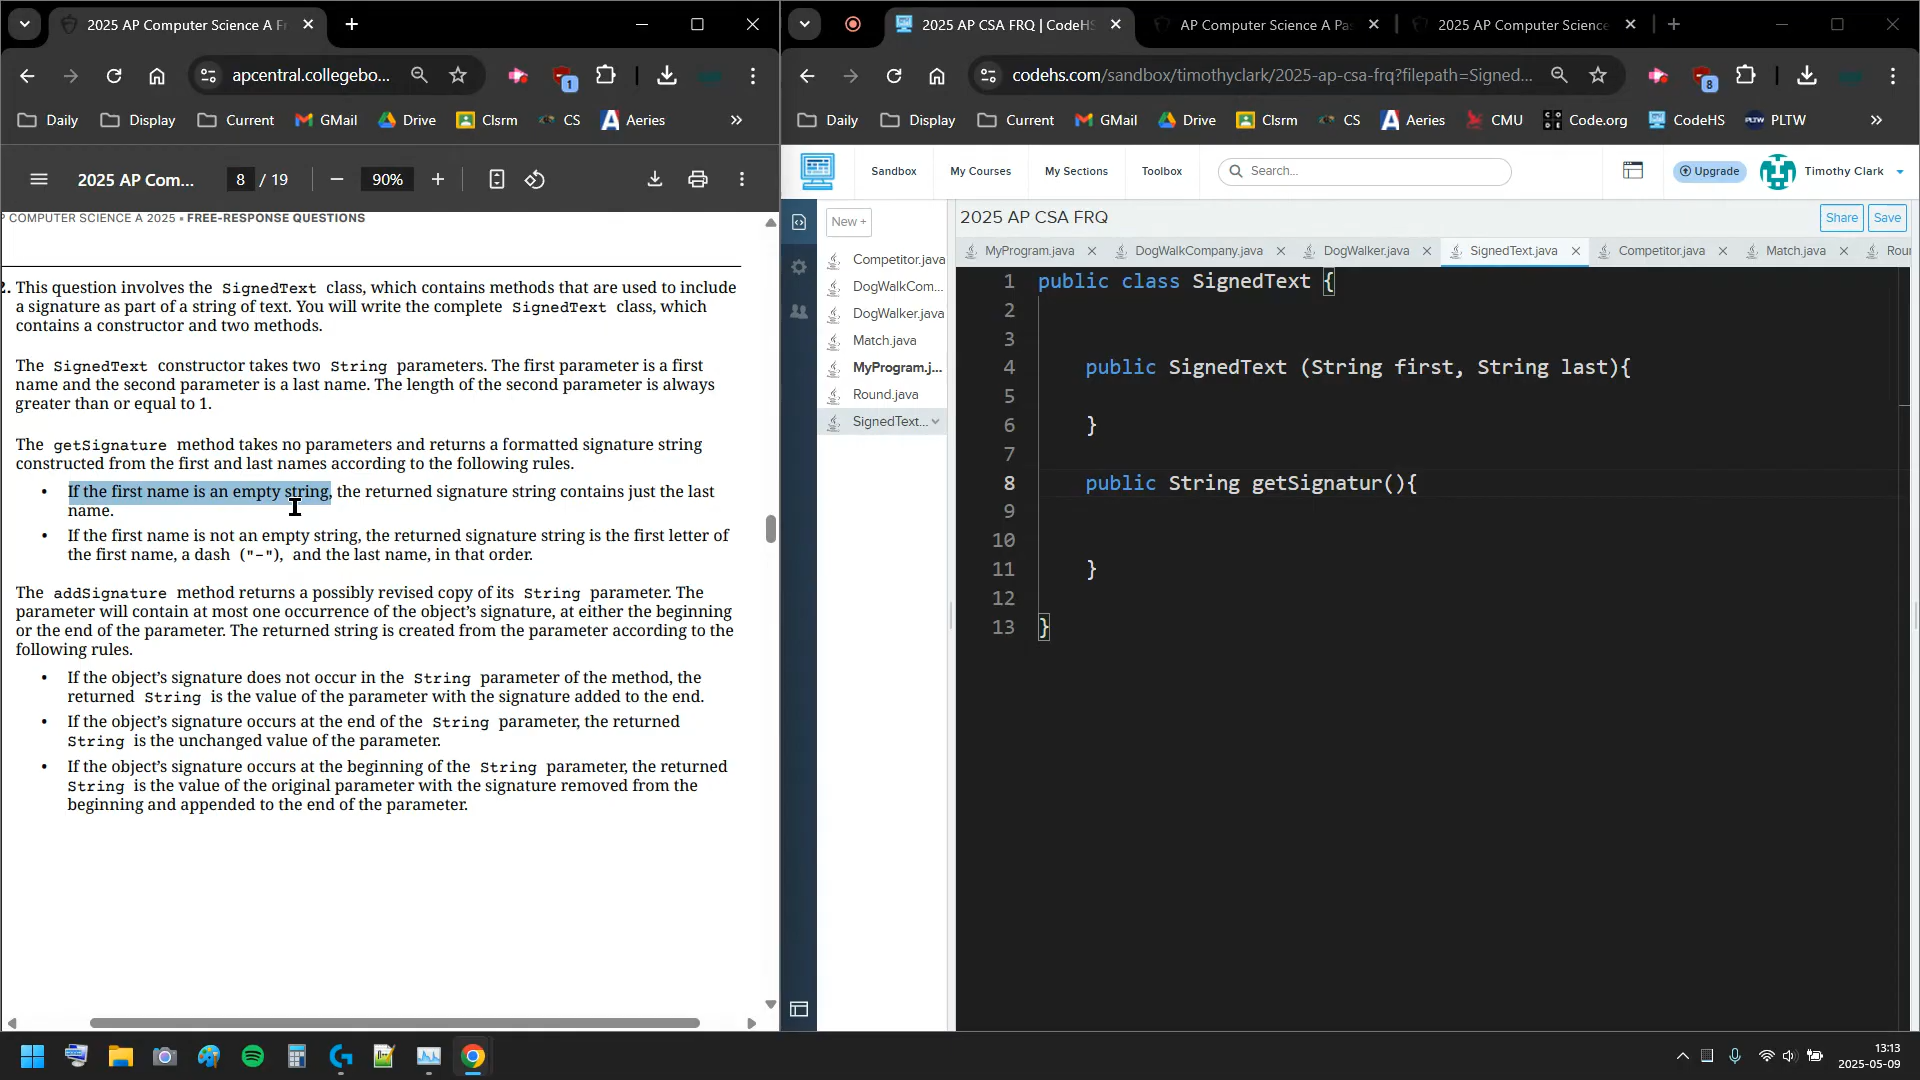 2025 AP Computer Science A F
apcentral.collegebo...
1
Daily
Display
Current
GMail
Drive
Clsrm
CS
Aeries
»
2025 AP Com...
8 / 19
90%
P COMPUTER SCIENCE A 2025 ▪ FREE-RESPONSE QUESTIONS
2. This question involves the SignedText class, which contains methods that are used to include
a signature as part of a string of text. You will write the complete SignedText class, which
contains a constructor and two methods.
The SignedText constructor takes two String parameters. The first parameter is a first
name and the second parameter is a last name. The length of the second parameter is always
greater than or equal to 1.
The getSignature method takes no parameters and returns a formatted signature string
constructed from the first and last names according to the following rules.
• If the first name is an empty string, the returned signature string contains just the last
name.
• If the first name is not an empty string, the returned signature string is the first letter of
the first name, a dash ("-"), and the last name, in that order.
The addSignature method returns a possibly revised copy of its String parameter. The
parameter will contain at most one occurrence of the object’s signature, at either the beginning
or the end of the parameter. The returned string is created from the parameter according to the
following rules.
• If the object’s signature does not occur in the String parameter of the method, the
returned String is the value of the parameter with the signature added to the end.
• If the object’s signature occurs at the end of the String parameter, the returned
String is the unchanged value of the parameter.
• If the object’s signature occurs at the beginning of the String parameter, the returned
String is the value of the original parameter with the signature removed from the
beginning and appended to the end of the parameter.
2025 AP CSA FRQ | CodeHS
AP Computer Science A Pa
2025 AP Computer Science
codehs.com/sandbox/timothyclark/2025-ap-csa-frq?filepath=Signed...
8
Daily
Display
Current
GMail
Drive
Clsrm
CS
Aeries
CMU
Code.org
CodeHS
PLTW
»
Sandbox
My Courses
My Sections
Toolbox
Search...
Upgrade
Timothy Clark
New +
2025 AP CSA FRQ
Share
Save
MyProgram.java
DogWalkCompany.java
DogWalker.java
SignedText.java
Competitor.java
Match.java
Rou
Competitor.java
DogWalkCom...
DogWalker.java
Match.java
MyProgram.j...
Round.java
SignedText...
1 public class SignedText {
2
3
4 public SignedText (String first, String last){
5
6 }
7
8 public String getSignatur(){
9
10
11 }
12
13 }
13:13
2025-05-09